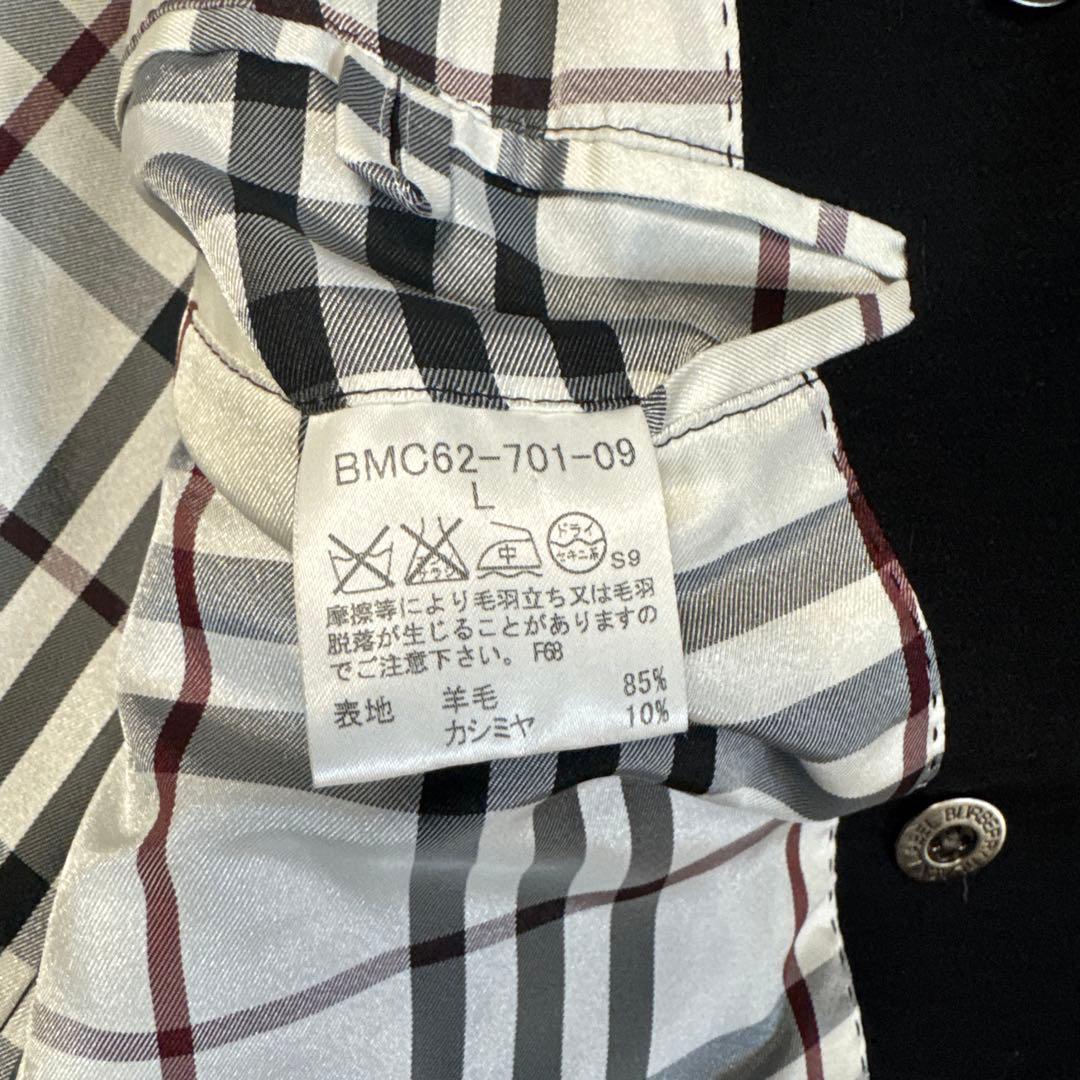 BMC62-701-09
L
中
ドライ
セキユ系
S9
摩擦等により毛羽立ち又は毛羽
脱落が生じることがありますの
でご注意下さい。 F68
表地 羊毛 85%
カシミヤ 10%
LABEL BURBERRY